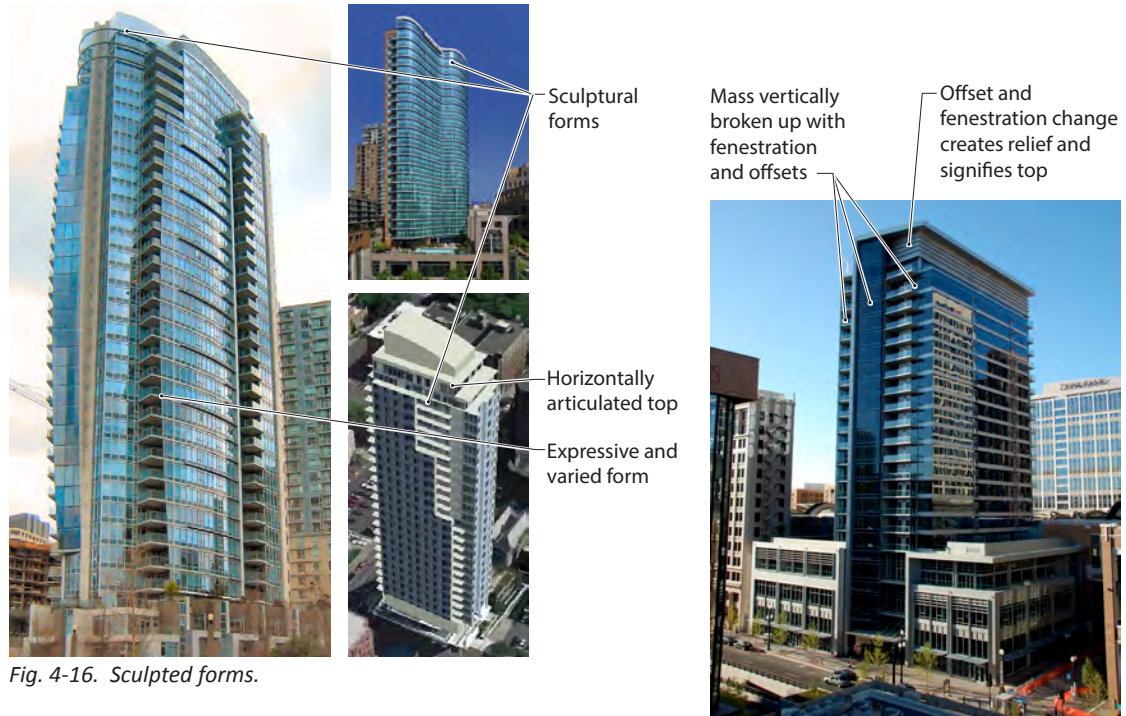 Sculptural
forms
Mass vertically
broken up with
fenestration
and offsets
Offset and
fenestration change
creates relief and
signifies top
Horizontally
articulated top
Expressive and
varied form
Fig. 4-16. Sculpted forms.